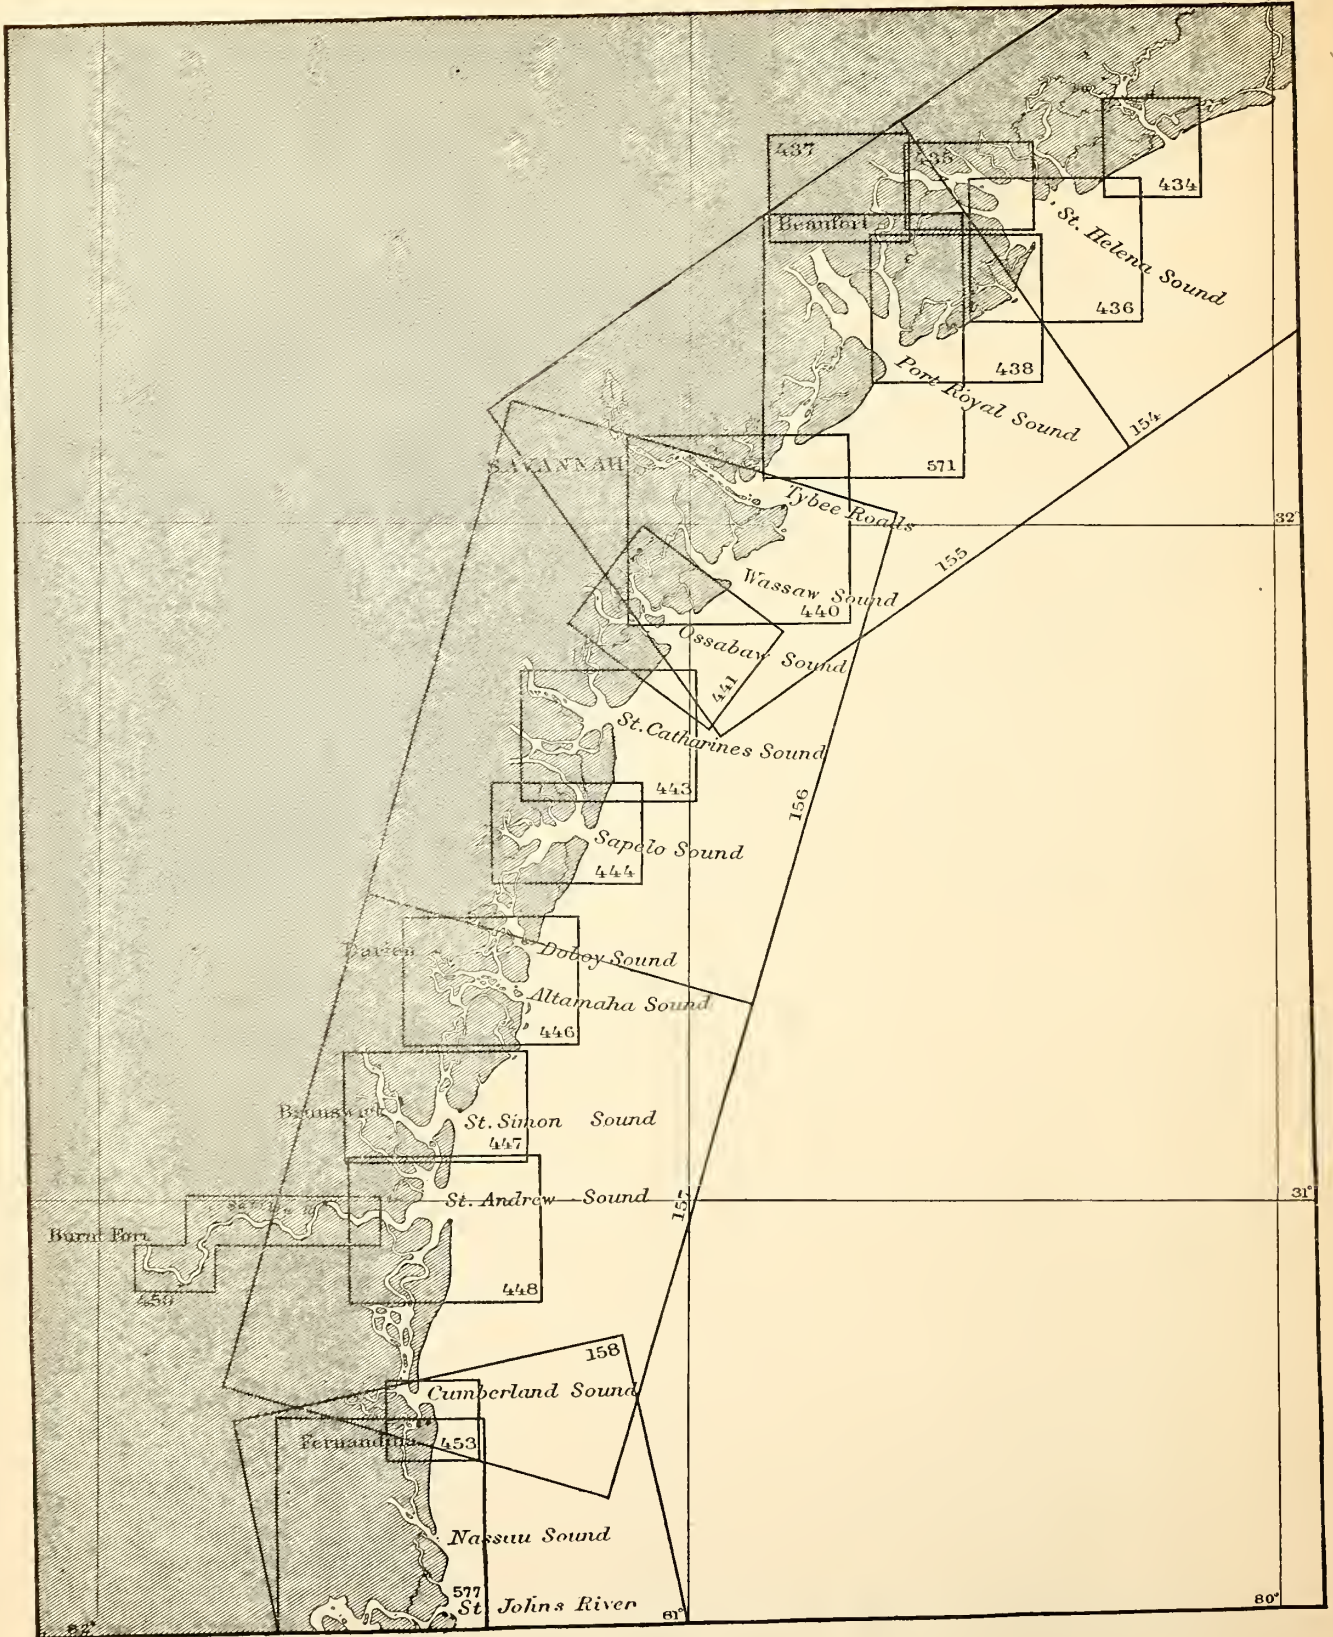 437
435
434
Beaufort
St. Helena Sound
436
438
Port Royal Sound
154
SAVANNAH
571
Tybee Roads
32°
155
Wassaw Sound
440
Ossabaw Sound
441
St. Catharines Sound
443
156
Sapelo Sound
444
Darien
Doboy Sound
Altamaha Sound
446
Brunswick
St. Simon Sound
447
St. Andrew Sound
31°
157
Satilla R.
Burnt Fort
448
450
158
Cumberland Sound
Fernandina
453
Nassau Sound
577
St. Johns River
82°
81°
80°